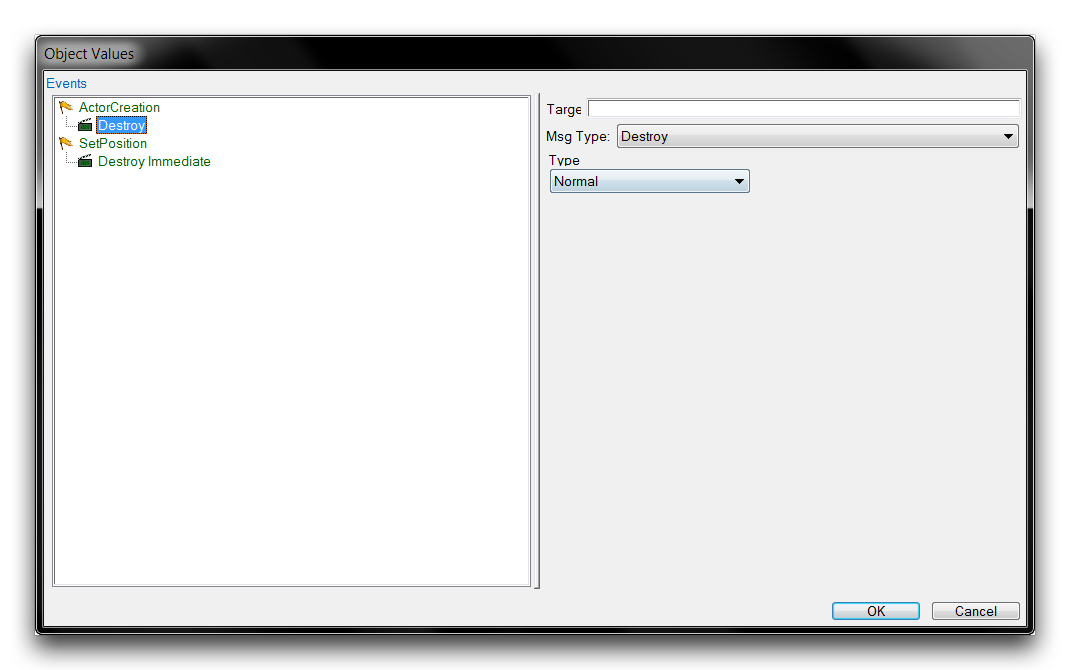 Object Values
Events
ActorCreation
Destroy
SetPosition
Destroy Immediate
Targe
Msg Type: Destroy
Type
Normal
OK Cancel